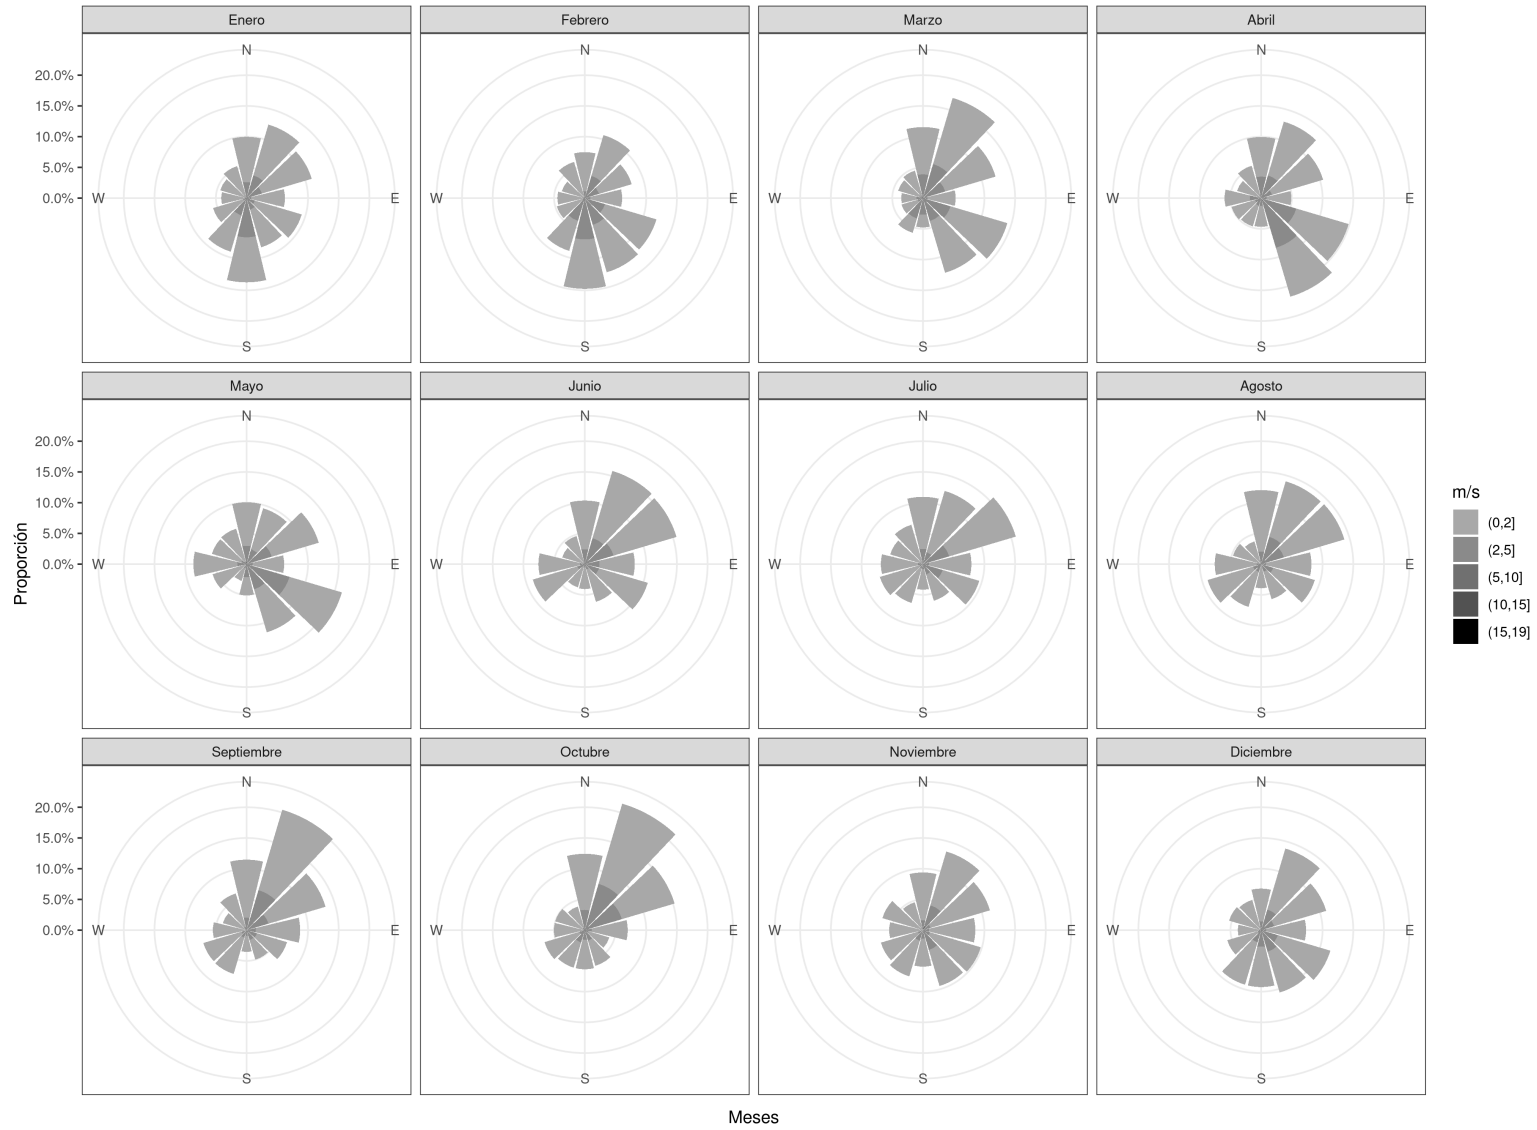 Enero Febrero Marzo Abril
N N N N
20.0%
15.0%
10.0%
5.0%
0.0% W E W E W E W E
S S S S
Mayo Junio Julio Agosto
N N N N
20.0%
15.0%
10.0%
5.0%
0.0% W E W E W E W E
S S S S
Septiembre Octubre Noviembre Diciembre
N N N N
20.0%
15.0%
10.0%
5.0%
0.0% W E W E W E W E
S S S S
Proporción
Meses
m/s
(0,2]
(2,5]
(5,10]
(10,15]
(15,19]